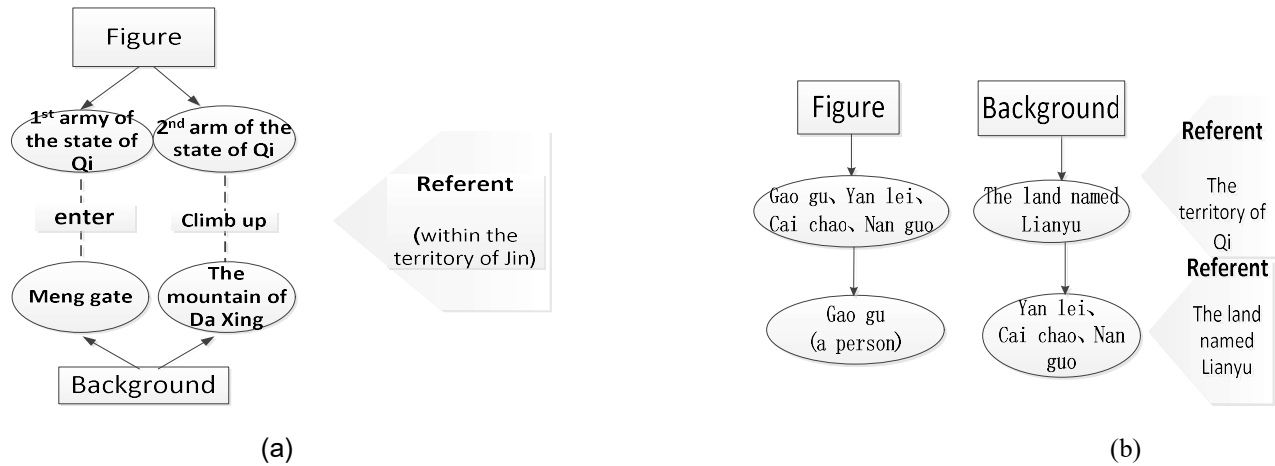 Figure
1st army of
the state of
Qi
2nd arm of the
state of Qi
enter
Climb up
Meng gate
The
mountain of
Da Xing
Background
Referent
(within the
territory of Jin)
(a)
Figure
Background
Gao gu、Yan lei、
Cai chao、Nan guo
The land named
Lianyu
Gao gu
(a person)
Yan lei、
Cai chao、Nan
guo
Referent
The
territory of
Qi
Referent
The land
named
Lianyu
(b)